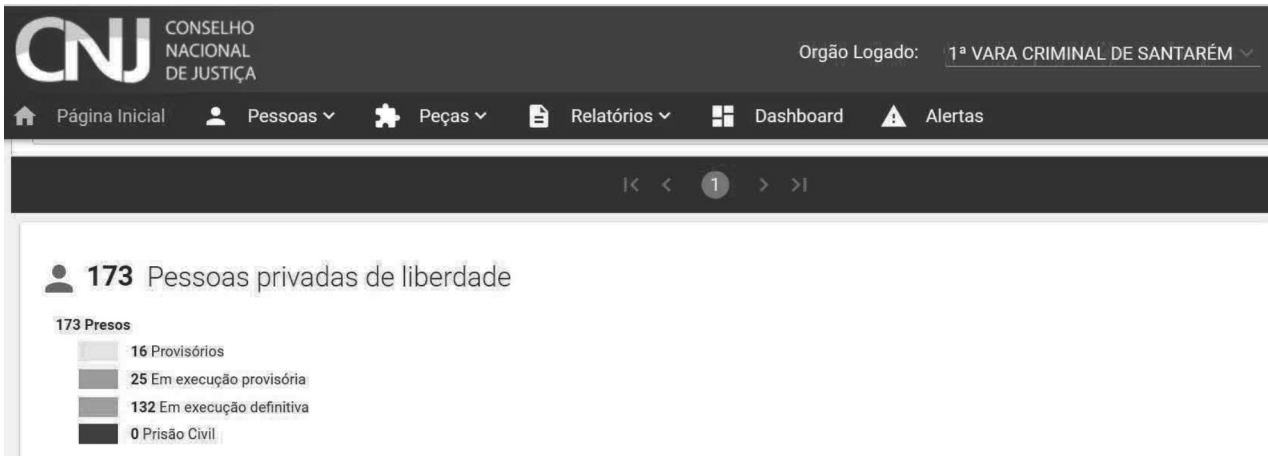 CNJ
CONSELHO
NACIONAL
DE JUSTIÇA
Orgão Logado: 1ª VARA CRIMINAL DE SANTARÉM
Página Inicial Pessoas Peças Relatórios Dashboard Alertas
1
173 Pessoas privadas de liberdade
173 Presos
16 Provisórios
25 Em execução provisória
132 Em execução definitiva
0 Prisão Civil